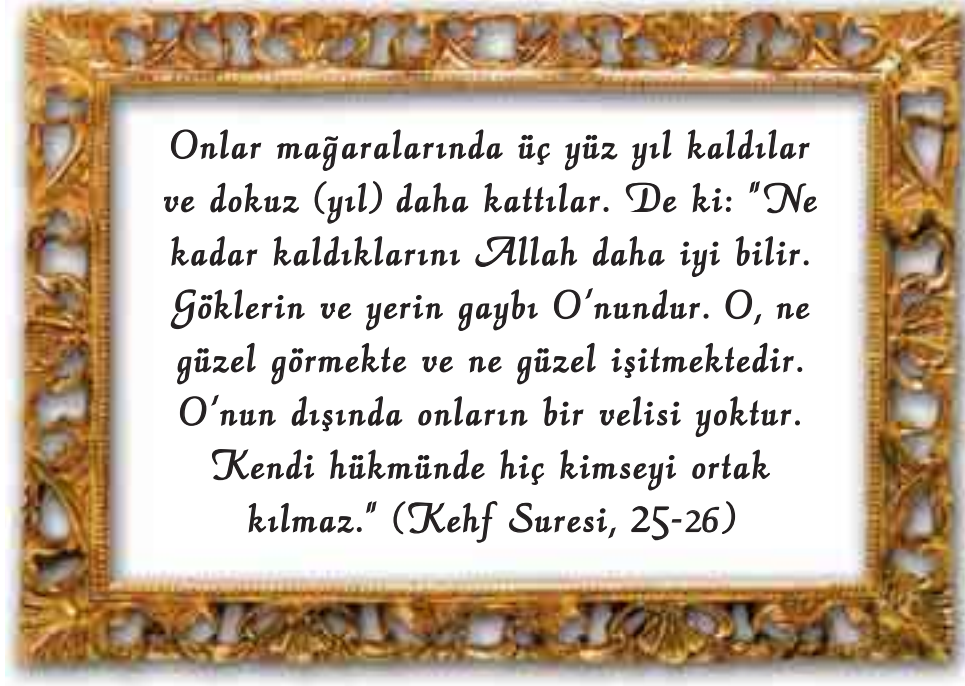 Onlar mağaralarında üç yüz yıl kaldılar
ve dokuz (yıl) daha kattılar. De ki: "Ne
kadar kaldıklarını Allah daha iyi bilir.
Göklerin ve yerin gaybı O'nundur. O, ne
güzel görmekte ve ne güzel işitmektedir.
O'nun dışında onların bir velisi yoktur.
Kendi hükmünde hiç kimseyi ortak
kılmaz." (Kehf Suresi, 25-26)